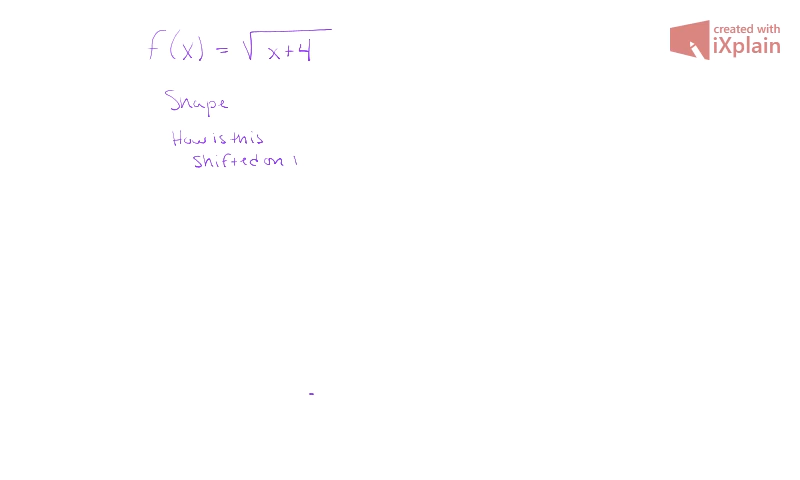 f(x) = √x+4
Shape
How is this
shifted on
created with
iXplain